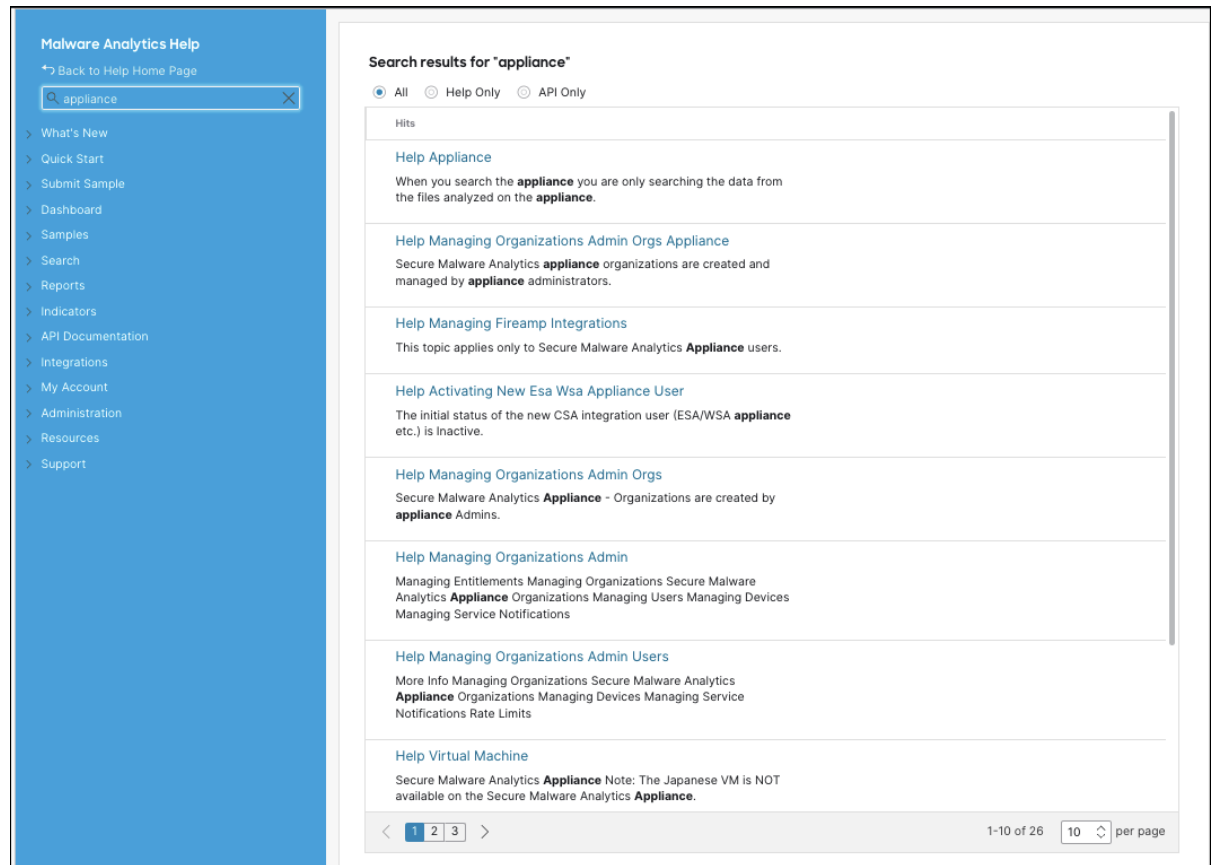 Malware Analytics Help
Back to Help Home Page
appliance
What's New
Quick Start
Submit Sample
Dashboard
Samples
Search
Reports
Indicators
API Documentation
Integrations
My Account
Administration
Resources
Support
Search results for "appliance"
All Help Only API Only
Hits
Help Appliance
When you search the appliance you are only searching the data from
the files analyzed on the appliance.
Help Managing Organizations Admin Orgs Appliance
Secure Malware Analytics appliance organizations are created and
managed by appliance administrators.
Help Managing Fireamp Integrations
This topic applies only to Secure Malware Analytics Appliance users.
Help Activating New Esa Wsa Appliance User
The initial status of the new CSA integration user (ESA/WSA appliance
etc.) is Inactive.
Help Managing Organizations Admin Orgs
Secure Malware Analytics Appliance - Organizations are created by
appliance Admins.
Help Managing Organizations Admin
Managing Entitlements Managing Organizations Secure Malware
Analytics Appliance Organizations Managing Users Managing Devices
Managing Service Notifications
Help Managing Organizations Admin Users
More Info Managing Organizations Secure Malware Analytics
Appliance Organizations Managing Devices Managing Service
Notifications Rate Limits
Help Virtual Machine
Secure Malware Analytics Appliance Note: The Japanese VM is NOT
available on the Secure Malware Analytics Appliance.
1 2 3 1-10 of 26 10 per page